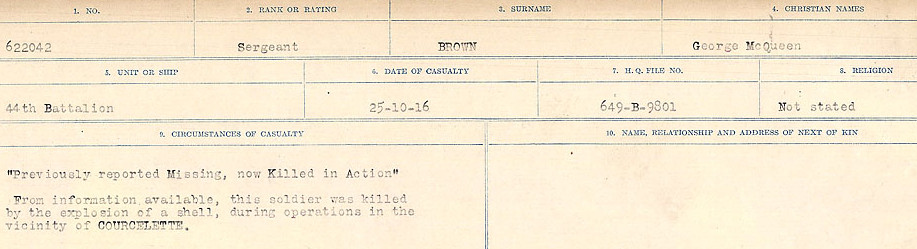 1. NO. 2. RANK OR RATING 3. SURNAME 4. CHRISTIAN NAMES
622042 Sergeant BROWN George McQueen
5. UNIT OR SHIP 6. DATE OF CASUALTY 7. H.Q. FILE NO. 8. RELIGION
44th Battalion 25-10-16 649-B-9801 Not stated
9. CIRCUMSTANCES OF CASUALTY 10. NAME, RELATIONSHIP AND ADDRESS OF NEXT OF KIN
"Previously reported Missing, now Killed in Action"
From information available, this soldier was killed
by the explosion of a shell, during operations in the
vicinity of COURCELETTE.